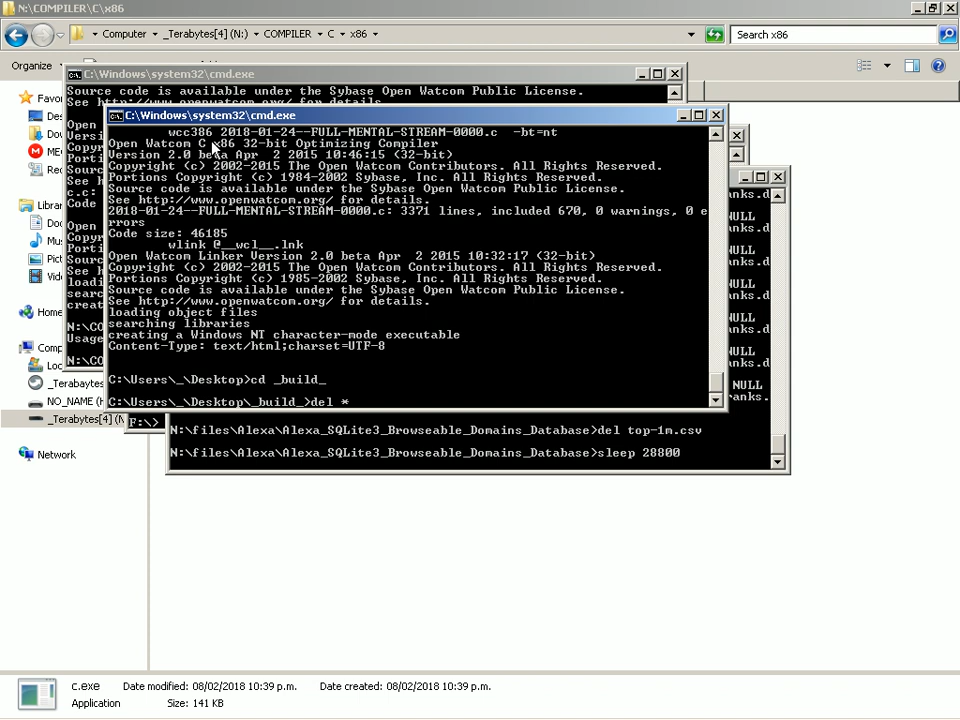 N:\COMPILER\C\x86
Computer
_Terabytes[4] (N:)
COMPILER
C
x86
Search x86
Organize
C:\Windows\system32\cmd.exe
Source code is available under the Sybase Open Watcom Public License.
C:\Windows\system32\cmd.exe
wcc386 2018-01-24--FULL-MENTAL-STREAM-0000.c -bt=nt
Open Watcom C x86 32-bit Optimizing Compiler
Version 2.0 beta Apr 2 2015 10:46:15 (32-bit)
Copyright (c) 2002-2015 The Open Watcom Contributors. All Rights Reserved.
Portions Copyright (c) 1984-2002 Sybase, Inc. All Rights Reserved.
Source code is available under the Sybase Open Watcom Public License.
See http://www.openwatcom.org/ for details.
2018-01-24--FULL-MENTAL-STREAM-0000.c: 3371 lines, included 670, 0 warnings, 0 e
rrors
Code size: 46185
wlink @__wcl__.lnk
Open Watcom Linker Version 2.0 beta Apr 2 2015 10:32:17 (32-bit)
Copyright (c) 2002-2015 The Open Watcom Contributors. All Rights Reserved.
Portions Copyright (c) 1985-2002 Sybase, Inc. All Rights Reserved.
Source code is available under the Sybase Open Watcom Public License.
See http://www.openwatcom.org/ for details.
loading object files
searching libraries
creating a Windows NT character-mode executable
Content-Type: text/html;charset=UTF-8
C:\Users\_\Desktop>cd _build_
C:\Users\_\Desktop\_build_>del *
F:\>
N:\files\Alexa\Alexa_SQLite3_Browseable_Domains_Database>del top-1m.csv
N:\files\Alexa\Alexa_SQLite3_Browseable_Domains_Database>sleep 28800
anks.d
NULL
anks.d
NULL
anks.d
NULL
anks.d
NULL
anks.d
NULL
anks.d
NULL
anks.d
_Terabytes[4] (N
NO_NAME (
Network
c.exe
Date modified: 08/02/2018 10:39 p.m.
Date created: 08/02/2018 10:39 p.m.
Application
Size: 141 KB